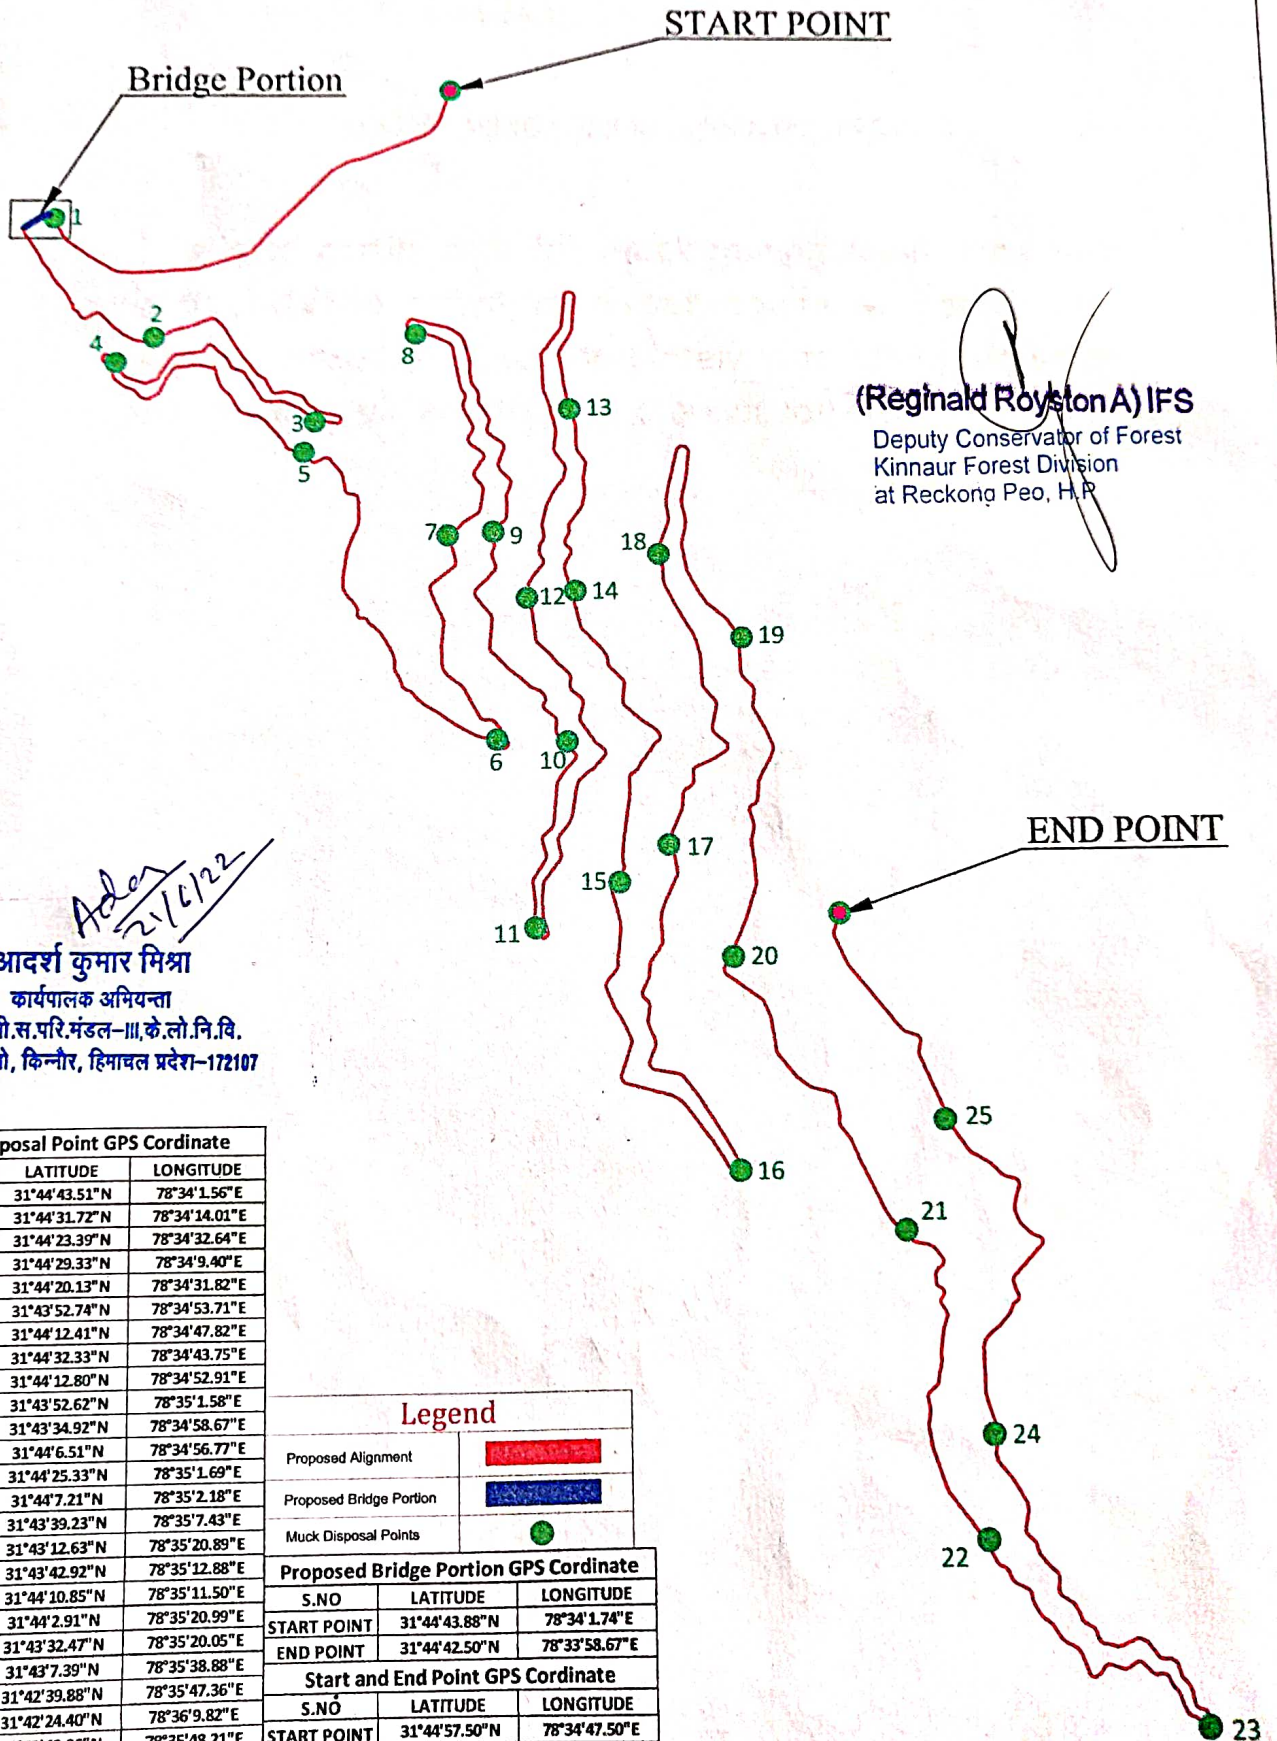 START POINT
Bridge Portion
1
2
4
8
3
13
5
(Reginald Royston A) IFS
Deputy Conservator of Forest
Kinnaur Forest Division
at Reckong Peo, H.P
7
9
18
12
14
19
6
10
END POINT
17
15
11
20
21/6/22
आदर्श कुमार मिश्रा
कार्यपालक अभियन्ता
.स.परि.मंडल-III,के.लो.नि.वि.
किन्नौर, हिमाचल प्रदेश-172107
25
16
21
posal Point GPS Cordinate
LATITUDE LONGITUDE
31°44'43.51"N 78°34'1.56"E
31°44'31.72"N 78°34'14.01"E
31°44'23.39"N 78°34'32.64"E
31°44'29.33"N 78°34'9.40"E
31°44'20.13"N 78°34'31.82"E
31°43'52.74"N 78°34'53.71"E
31°44'12.41"N 78°34'47.82"E
31°44'32.33"N 78°34'43.75"E
31°44'12.80"N 78°34'52.91"E
31°43'52.62"N 78°35'1.58"E
31°43'34.92"N 78°34'58.67"E
31°44'6.51"N 78°34'56.77"E
31°44'25.33"N 78°35'1.69"E
31°44'7.21"N 78°35'2.18"E
31°43'39.23"N 78°35'7.43"E
31°43'12.63"N 78°35'20.89"E
31°43'42.92"N 78°35'12.88"E
31°44'10.85"N 78°35'11.50"E
31°44'2.91"N 78°35'20.99"E
31°43'32.47"N 78°35'20.05"E
31°43'7.39"N 78°35'38.88"E
31°42'39.88"N 78°35'47.36"E
31°42'24.40"N 78°36'9.82"E
78°35'48.21"E
Legend
Proposed Alignment
Proposed Bridge Portion
Muck Disposal Points
Proposed Bridge Portion GPS Cordinate
S.NO LATITUDE LONGITUDE
START POINT 31°44'43.88"N 78°34'1.74"E
END POINT 31°44'42.50"N 78°33'58.67"E
Start and End Point GPS Cordinate
S.NO LATITUDE LONGITUDE
START POINT 31°44'57.50"N 78°34'47.50"E
24
22
23